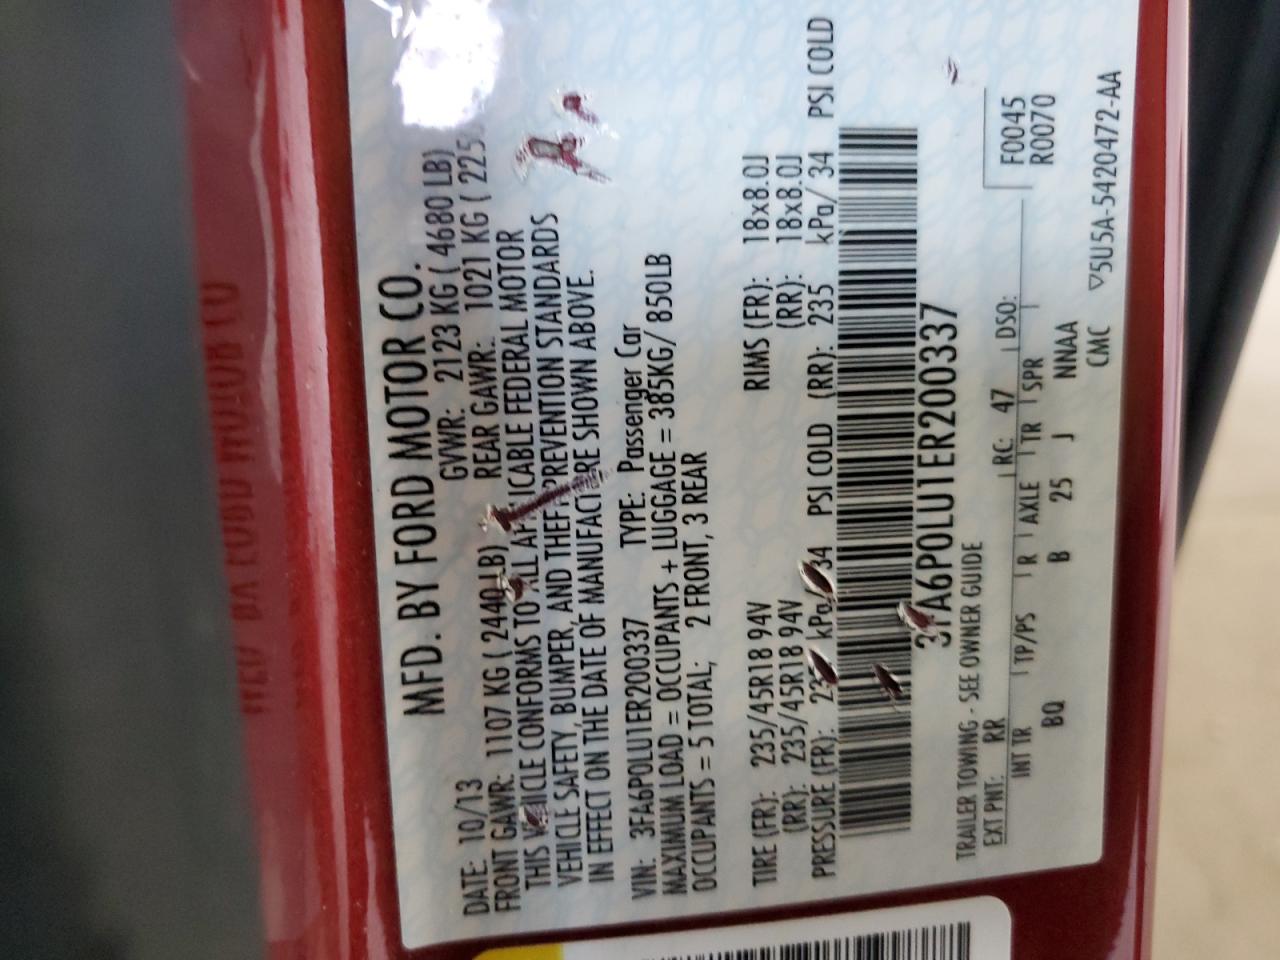 MFD. BY FORD MOTOR CO.
DATE: 10/13 GVWR: 2123 KG ( 4680 LB)
FRONT GAWR: 1107 KG ( 2440 LB) REAR GAWR: 1021 KG ( 225
THIS VEHICLE CONFORMS TO ALL APPLICABLE FEDERAL MOTOR
VEHICLE SAFETY, BUMPER, AND THEFT PREVENTION STANDARDS
IN EFFECT ON THE DATE OF MANUFACTURE SHOWN ABOVE.
VIN: 3FA6P0LU1ER200337 TYPE: Passenger Car
MAXIMUM LOAD = OCCUPANTS + LUGGAGE = 385KG/ 850LB
OCCUPANTS = 5 TOTAL; 2 FRONT, 3 REAR
TIRE (FR): 235/45R18 94V RIMS (FR): 18x8.0J
(RR): 235/45R18 94V (RR): 18x8.0J
PRESSURE (FR): 235 kPa/ 34 PSI COLD (RR): 235 kPa/ 34 PSI COLD
3FA6P0LU1ER200337
TRAILER TOWING - SEE OWNER GUIDE
EXT PNT: RR RC: 47 DSO: F0045
R0070
INT TR TP/PS R AXLE TR SPR
BQ B 25 J NNAA
CMC ▽5U5A-5420472-AA